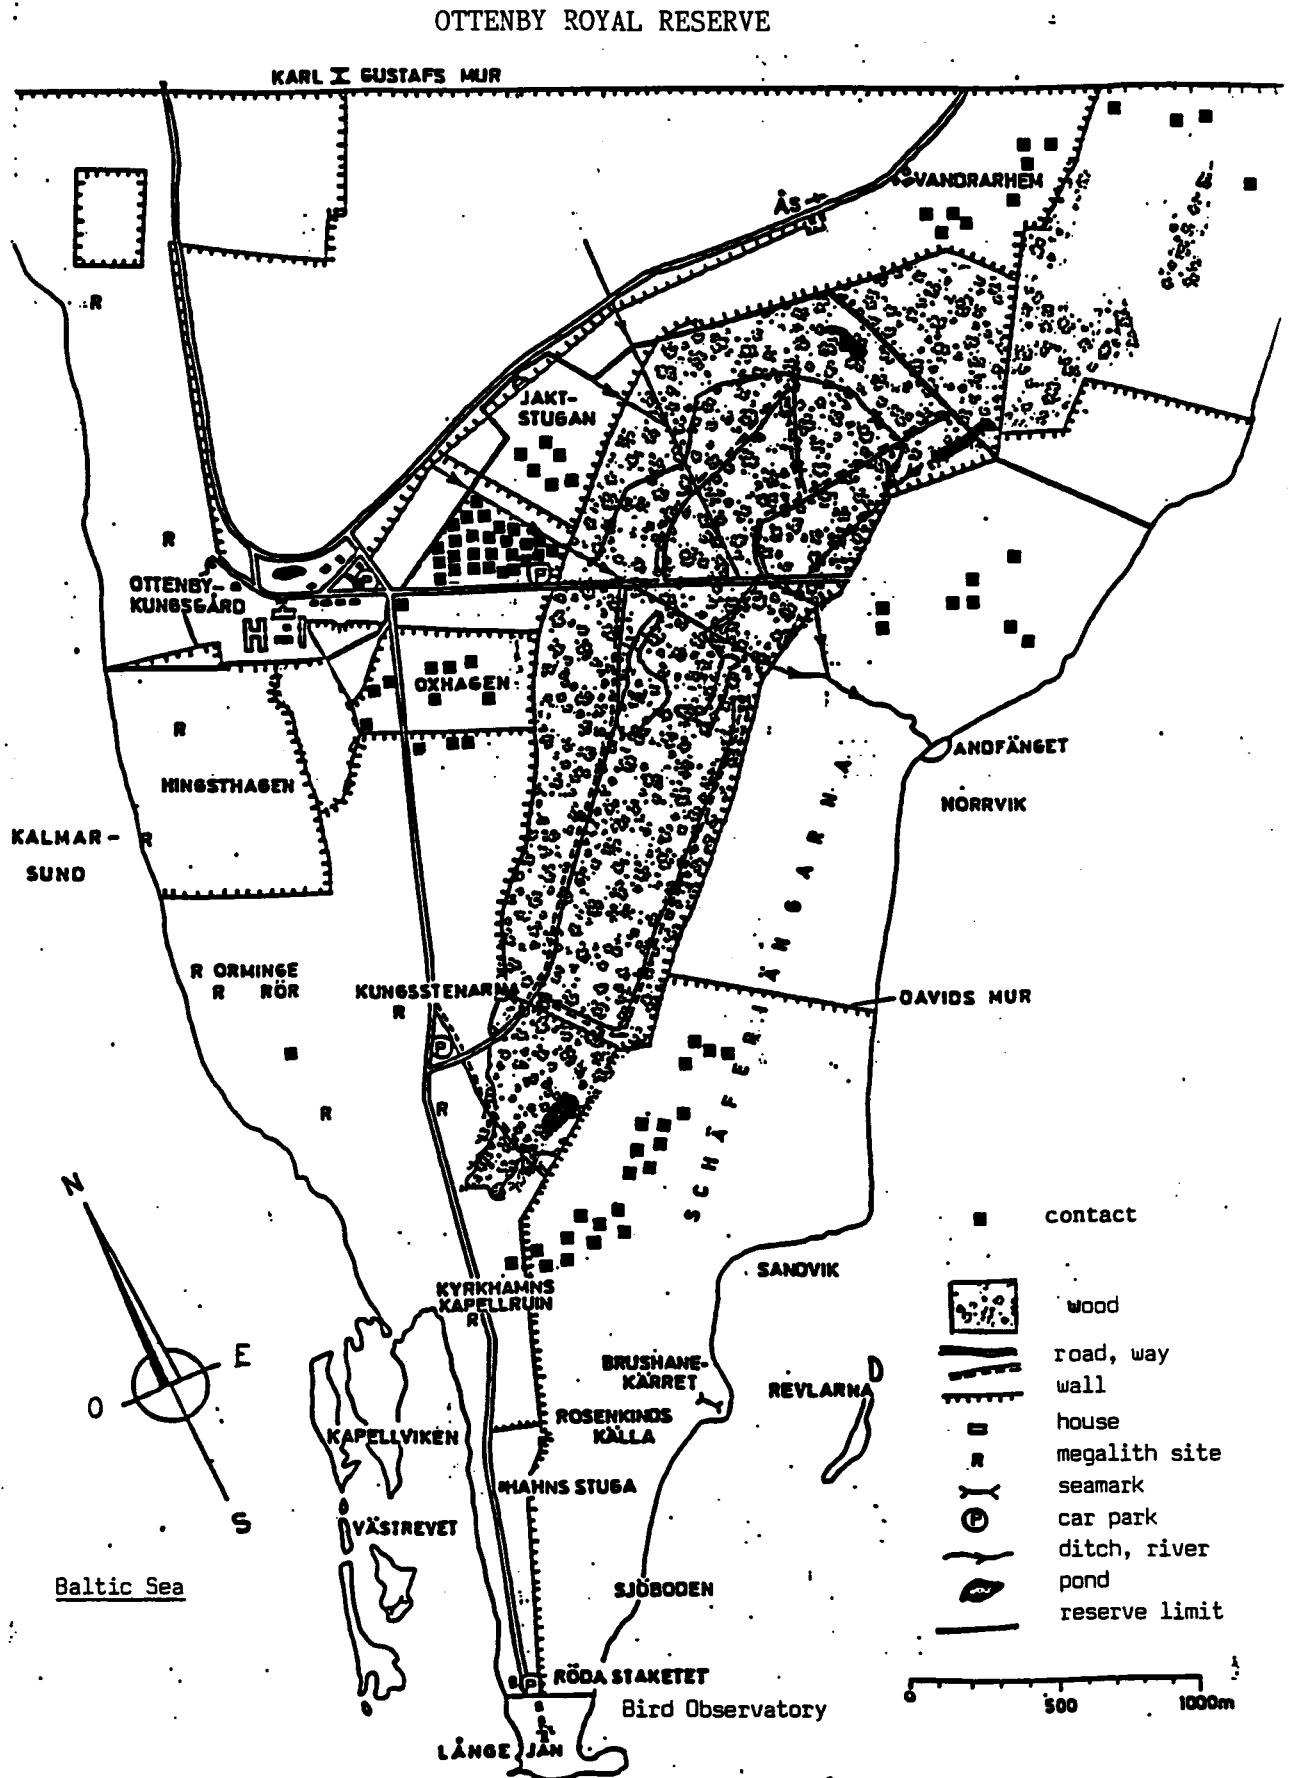 OTTENBY ROYAL RESERVE
KARL X GUSTAFS MUR
VANDRARHEM
ÅS
JAKT-
STUGAN
P
P
OTTENBY-
KUNGSGÅRD
OXHAGEN
R
R
R
HINGSTHAGEN
ANDFÄNGET
NORRVIK
KALMAR-
SUND
R
R ORMINGE
R RÖR
KUNGSSTENARNA
R
DAVIDS MUR
SCHÄFERIÄNGARNA
P
R
R
N
E
O
S
KYRKHAMNS
KAPELLRUIN
R
SANDVIK
BRUSHANE-
KÄRRET
REVLARNA
ROSENKINDS
KÄLLA
KAPELLVIKEN
HAHNS STUGA
VÄSTREVET
SJÖBODEN
Baltic Sea
P
RÖDA STAKETET
Bird Observatory
LÅNGE JAN
contact
wood
road, way
wall
house
R megalith site
seamark
P car park
ditch, river
pond
reserve limit
0 500 1000m